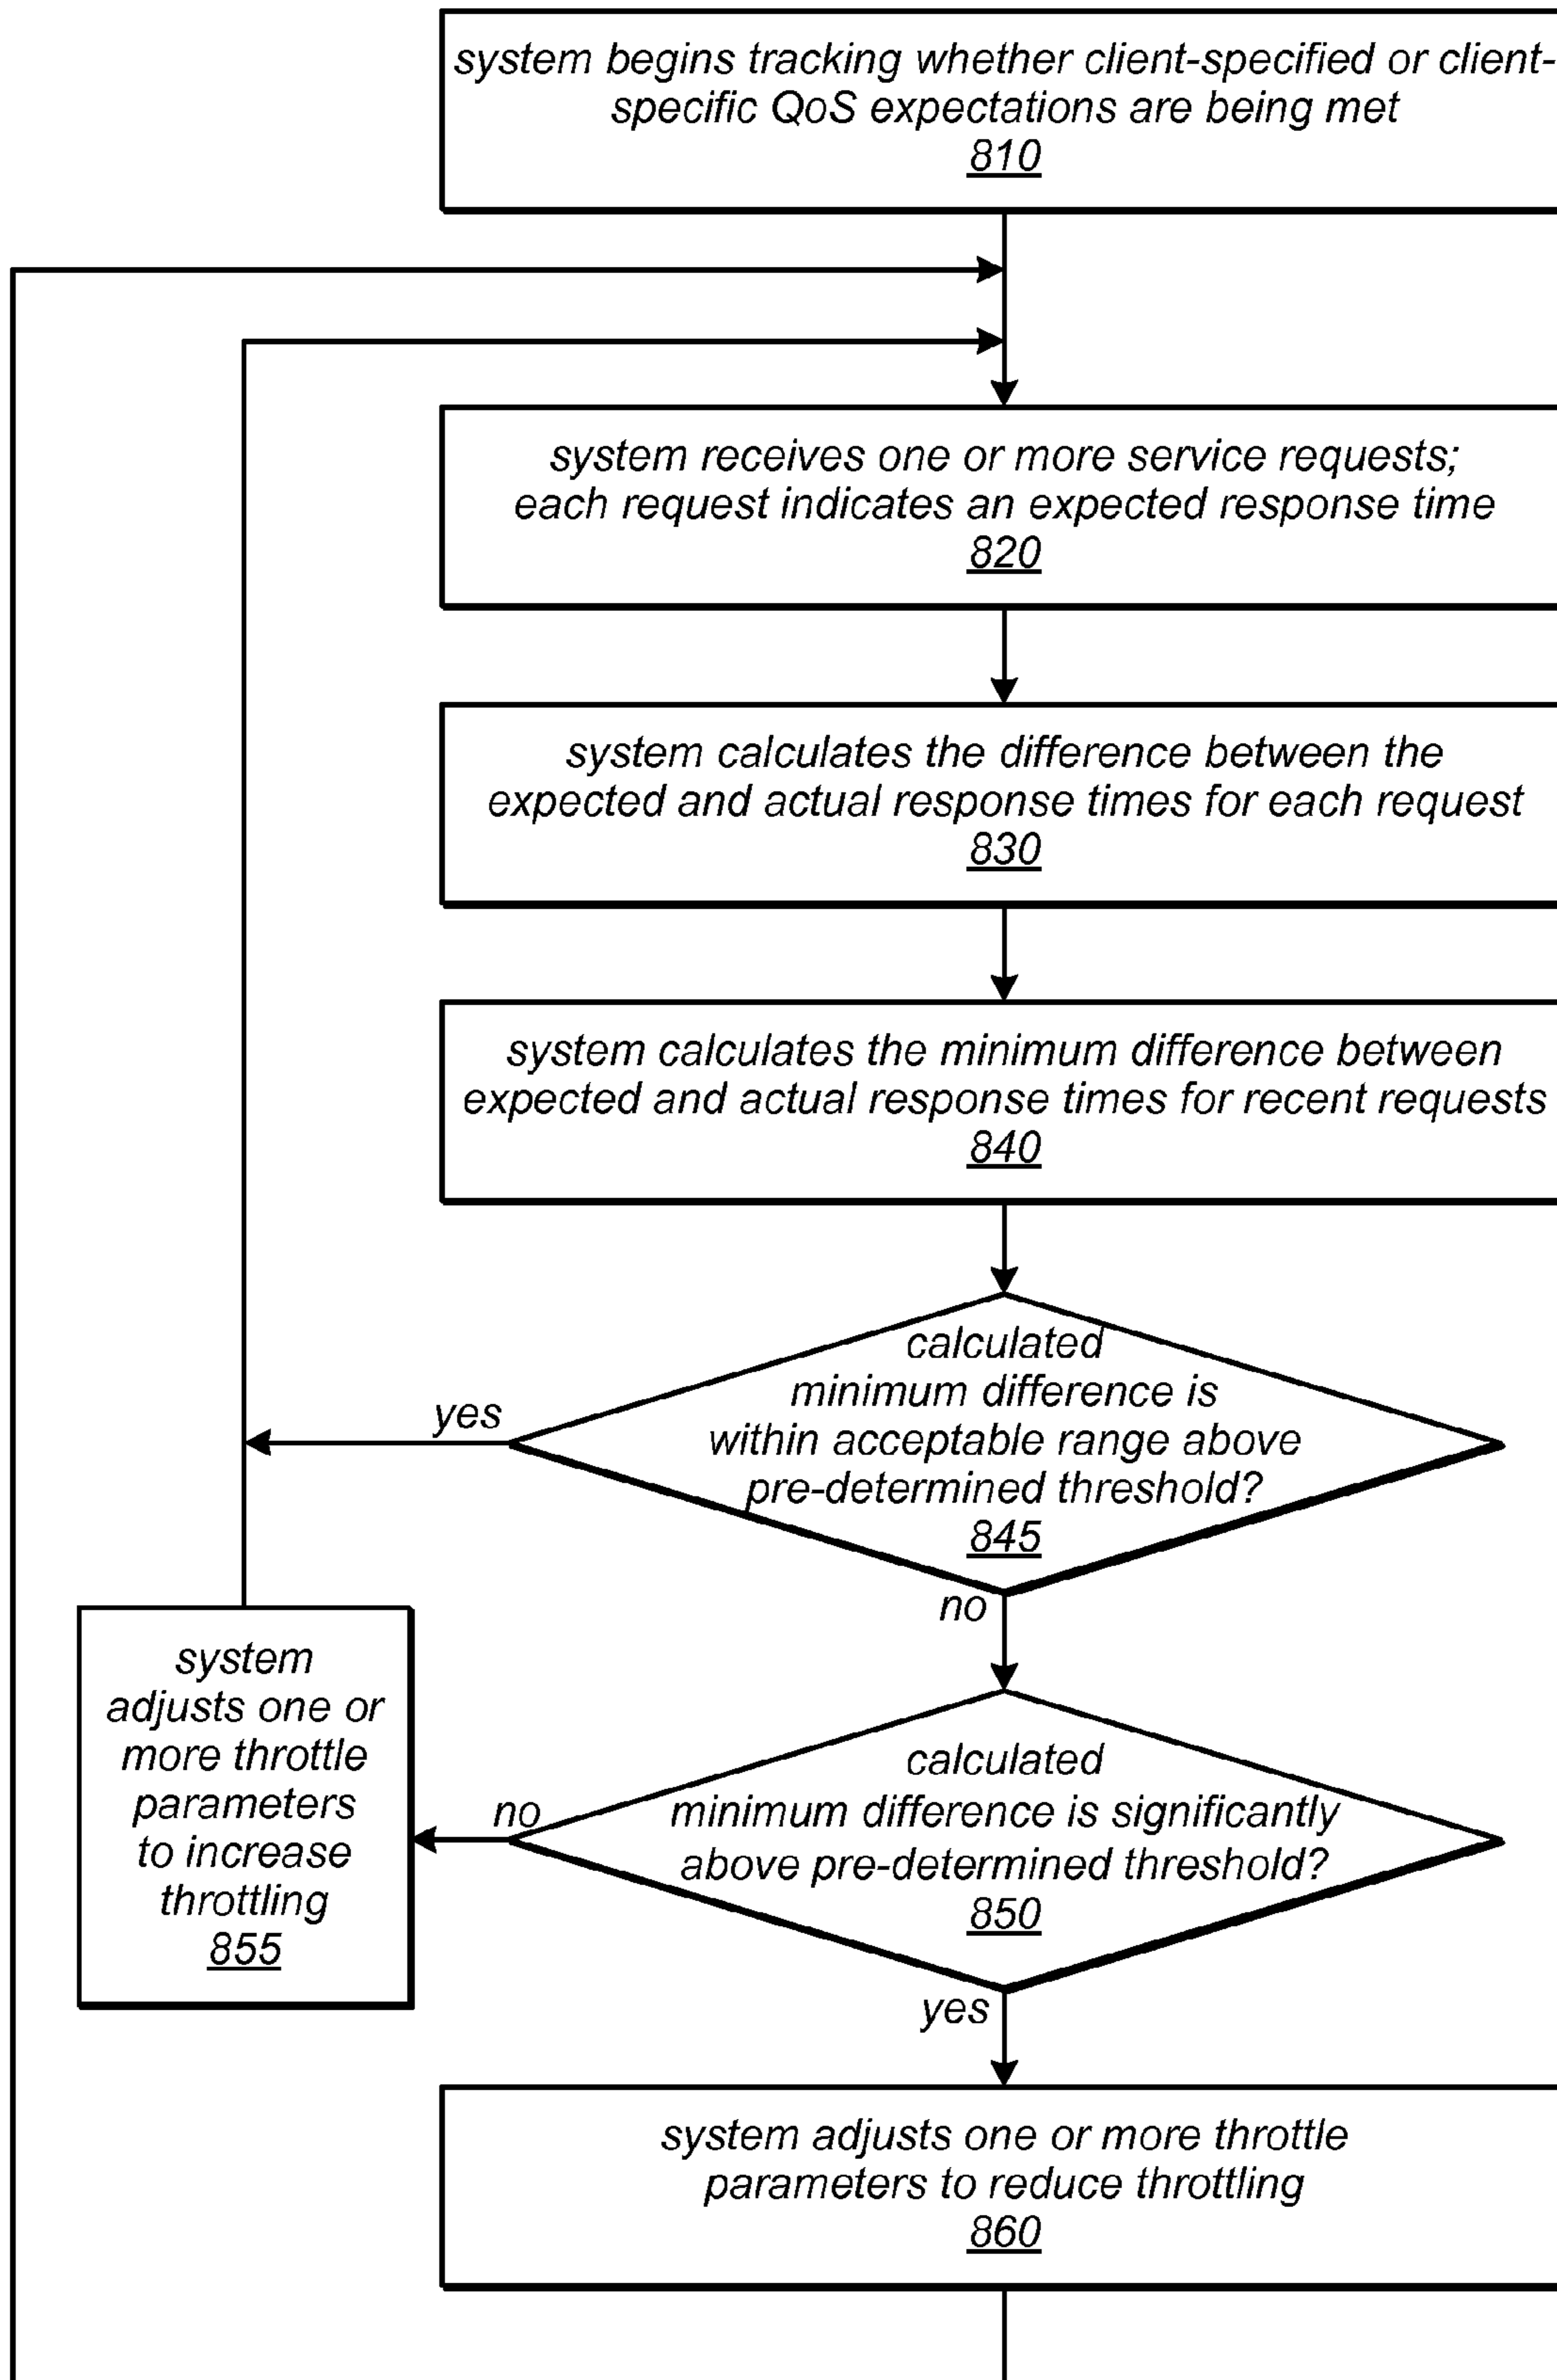 system begins tracking whether client-specified or client-
specific QoS expectations are being met
810
system receives one or more service requests;
each request indicates an expected response time
820
system calculates the difference between the
expected and actual response times for each request
830
system calculates the minimum difference between
expected and actual response times for recent requests
840
calculated
minimum difference is
within acceptable range above
pre-determined threshold?
845
yes
no
calculated
minimum difference is significantly
above pre-determined threshold?
850
no
yes
system
adjusts one or
more throttle
parameters
to increase
throttling
855
system adjusts one or more throttle
parameters to reduce throttling
860